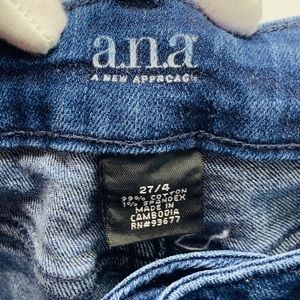 a.n.a
A NEW APPROACH
27/4
99% COTTON
1% SPANDEX
MADE IN
CAMBODIA
RN#93677